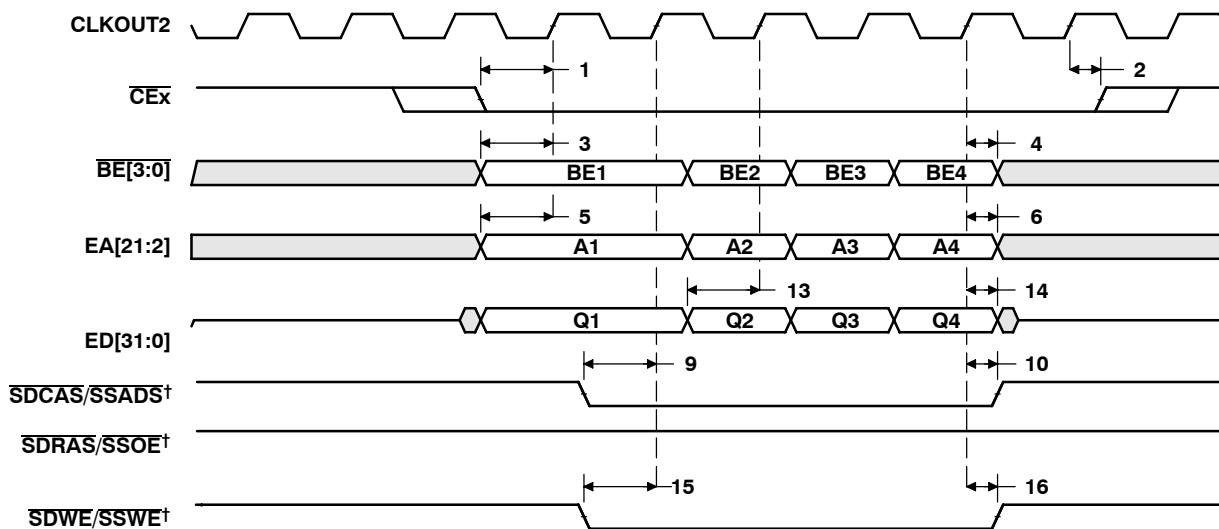 CLKOUT2
1 2
CEx
3 4
BE[3:0] BE1 BE2 BE3 BE4
5 6
EA[21:2] A1 A2 A3 A4
13 14
ED[31:0] Q1 Q2 Q3 Q4
9 10
SDCAS/SSADS†
SDRAS/SSOE†
15 16
SDWE/SSWE†